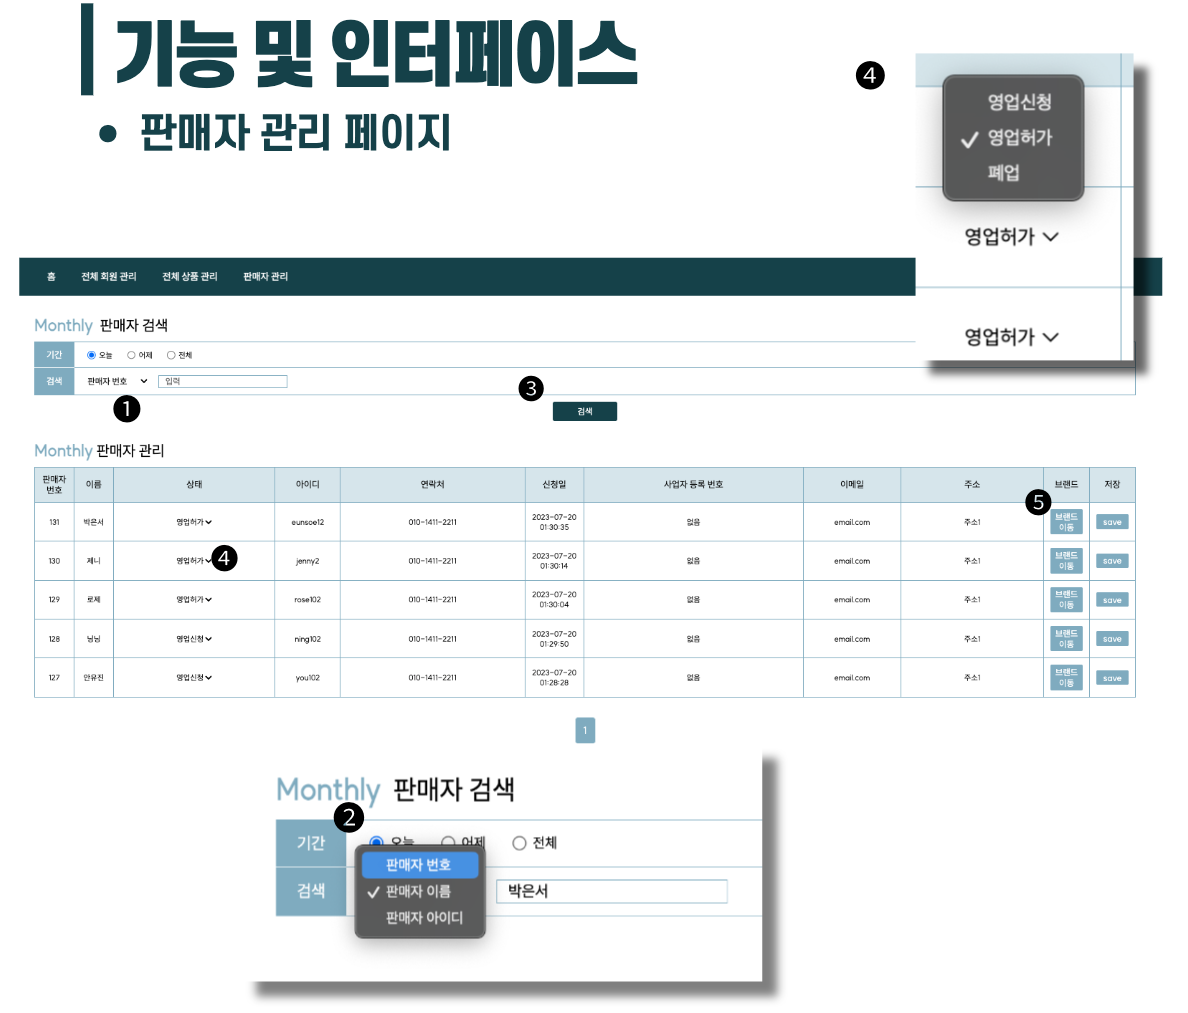 기능 및 인터페이스
• 판매자 관리 페이지
4
영업신청
✓ 영업허가
폐업
영업허가
영업허가
홈 전체 회원 관리 전체 상품 관리 판매자 관리
Monthly 판매자 검색
기간 오늘 어제 전체
검색 판매자 번호 입력
1
3
검색
Monthly 판매자 관리
판매자 번호 이름 상태 아이디 연락처 신청일 사업자 등록 번호 이메일 주소 브랜드 저장
5
131 박은서 영업허가 eunsoe12 010-1411-2211 2023-07-20 01:30:35 없음 email.com 주소1 브랜드 이동 save
130 제니 영업허가 jenny2 010-1411-2211 2023-07-20 01:30:14 없음 email.com 주소1 브랜드 이동 save
4
129 로제 영업허가 rose102 010-1411-2211 2023-07-20 01:30:04 없음 email.com 주소1 브랜드 이동 save
128 닝닝 영업신청 ning102 010-1411-2211 2023-07-20 01:29:50 없음 email.com 주소1 브랜드 이동 save
127 안유진 영업신청 you102 010-1411-2211 2023-07-20 01:28:28 없음 email.com 주소1 브랜드 이동 save
1
Monthly 판매자 검색
2
기간 오늘 어제 전체
판매자 번호
검색 ✓ 판매자 이름 박은서
판매자 아이디